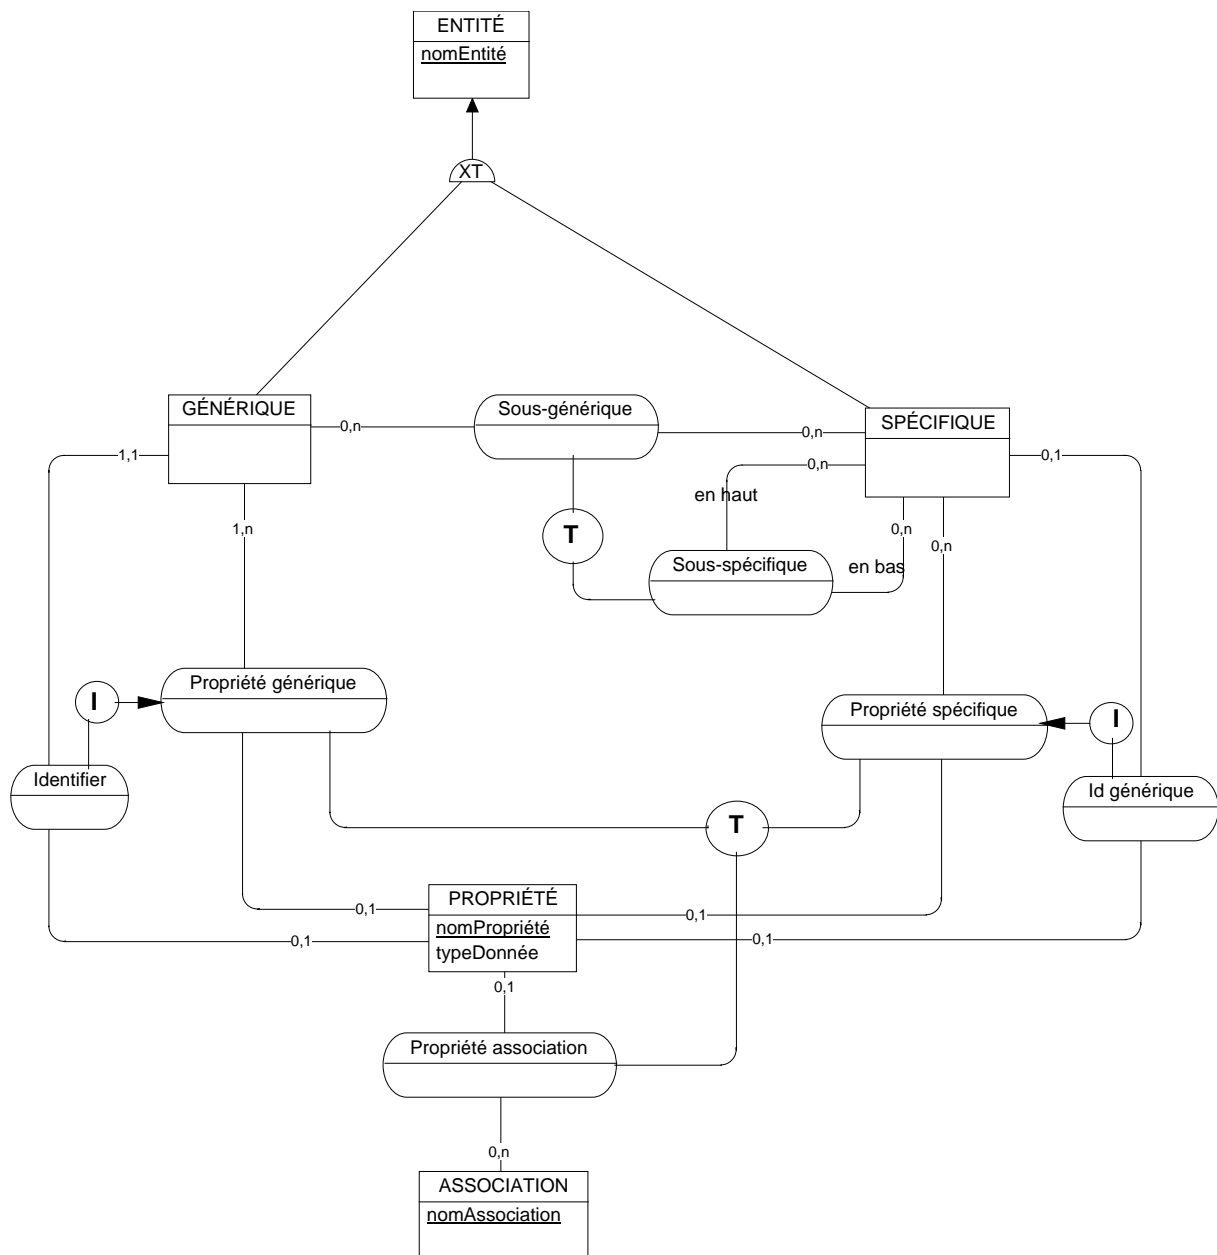 ENTITÉ
nomEntité
XT
GÉNÉRIQUE
Sous-générique
SPÉCIFIQUE
0,n
0,n
1,1
0,n
0,1
en haut
1,n
T
0,n
0,n
Sous-spécifique
en bas
Propriété générique
I
Propriété spécifique
I
Identifier
Id générique
T
PROPRIÉTÉ
0,1
0,1
nomPropriété
0,1
0,1
typeDonnée
0,1
Propriété association
0,n
ASSOCIATION
nomAssociation